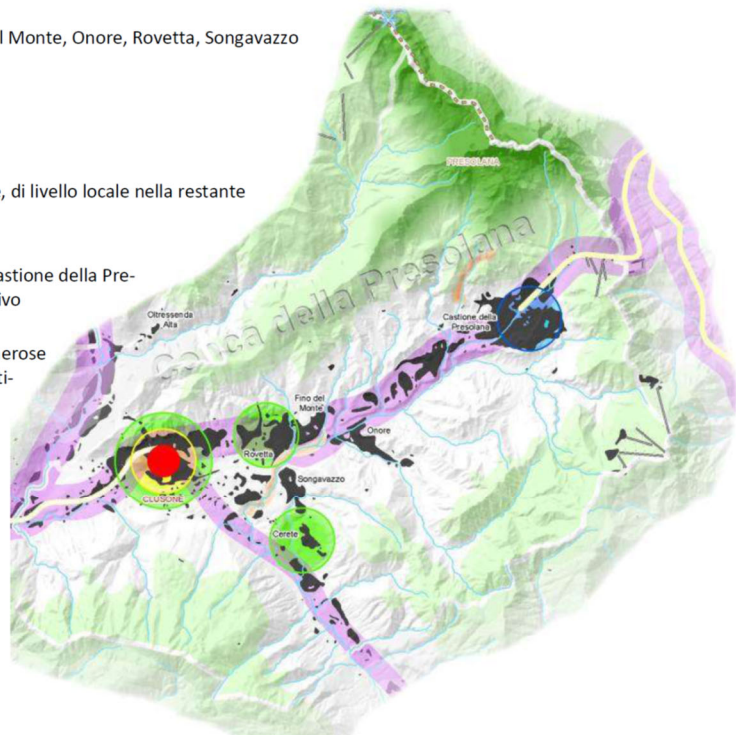 l Monte, Onore, Rovetta, Songavazzo
, di livello locale nella restante
astione della Pre-
ivo
erose
ti-
PRESOLANA
Conca della Presolana
Oltressenda
Alta
Castione della
Presolana
Fino del
Monte
Onore
Rovetta
Songavazzo
CLUSONE
Cerete